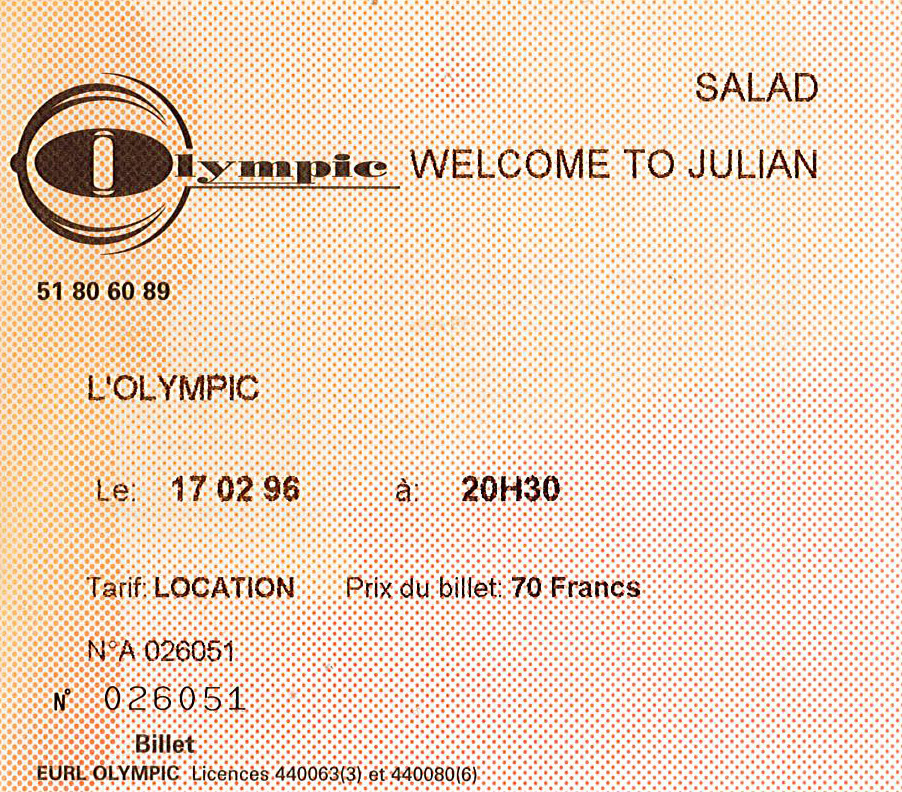 SALAD
Olympic WELCOME TO JULIAN
51 80 60 89
L'OLYMPIC
Le: 17 02 96 à: 20H30
Tarif: LOCATION Prix du billet: 70 Francs
N°A 026051
N° 026051
Billet
EURL OLYMPIC Licences 440063(3) et 440080(6)